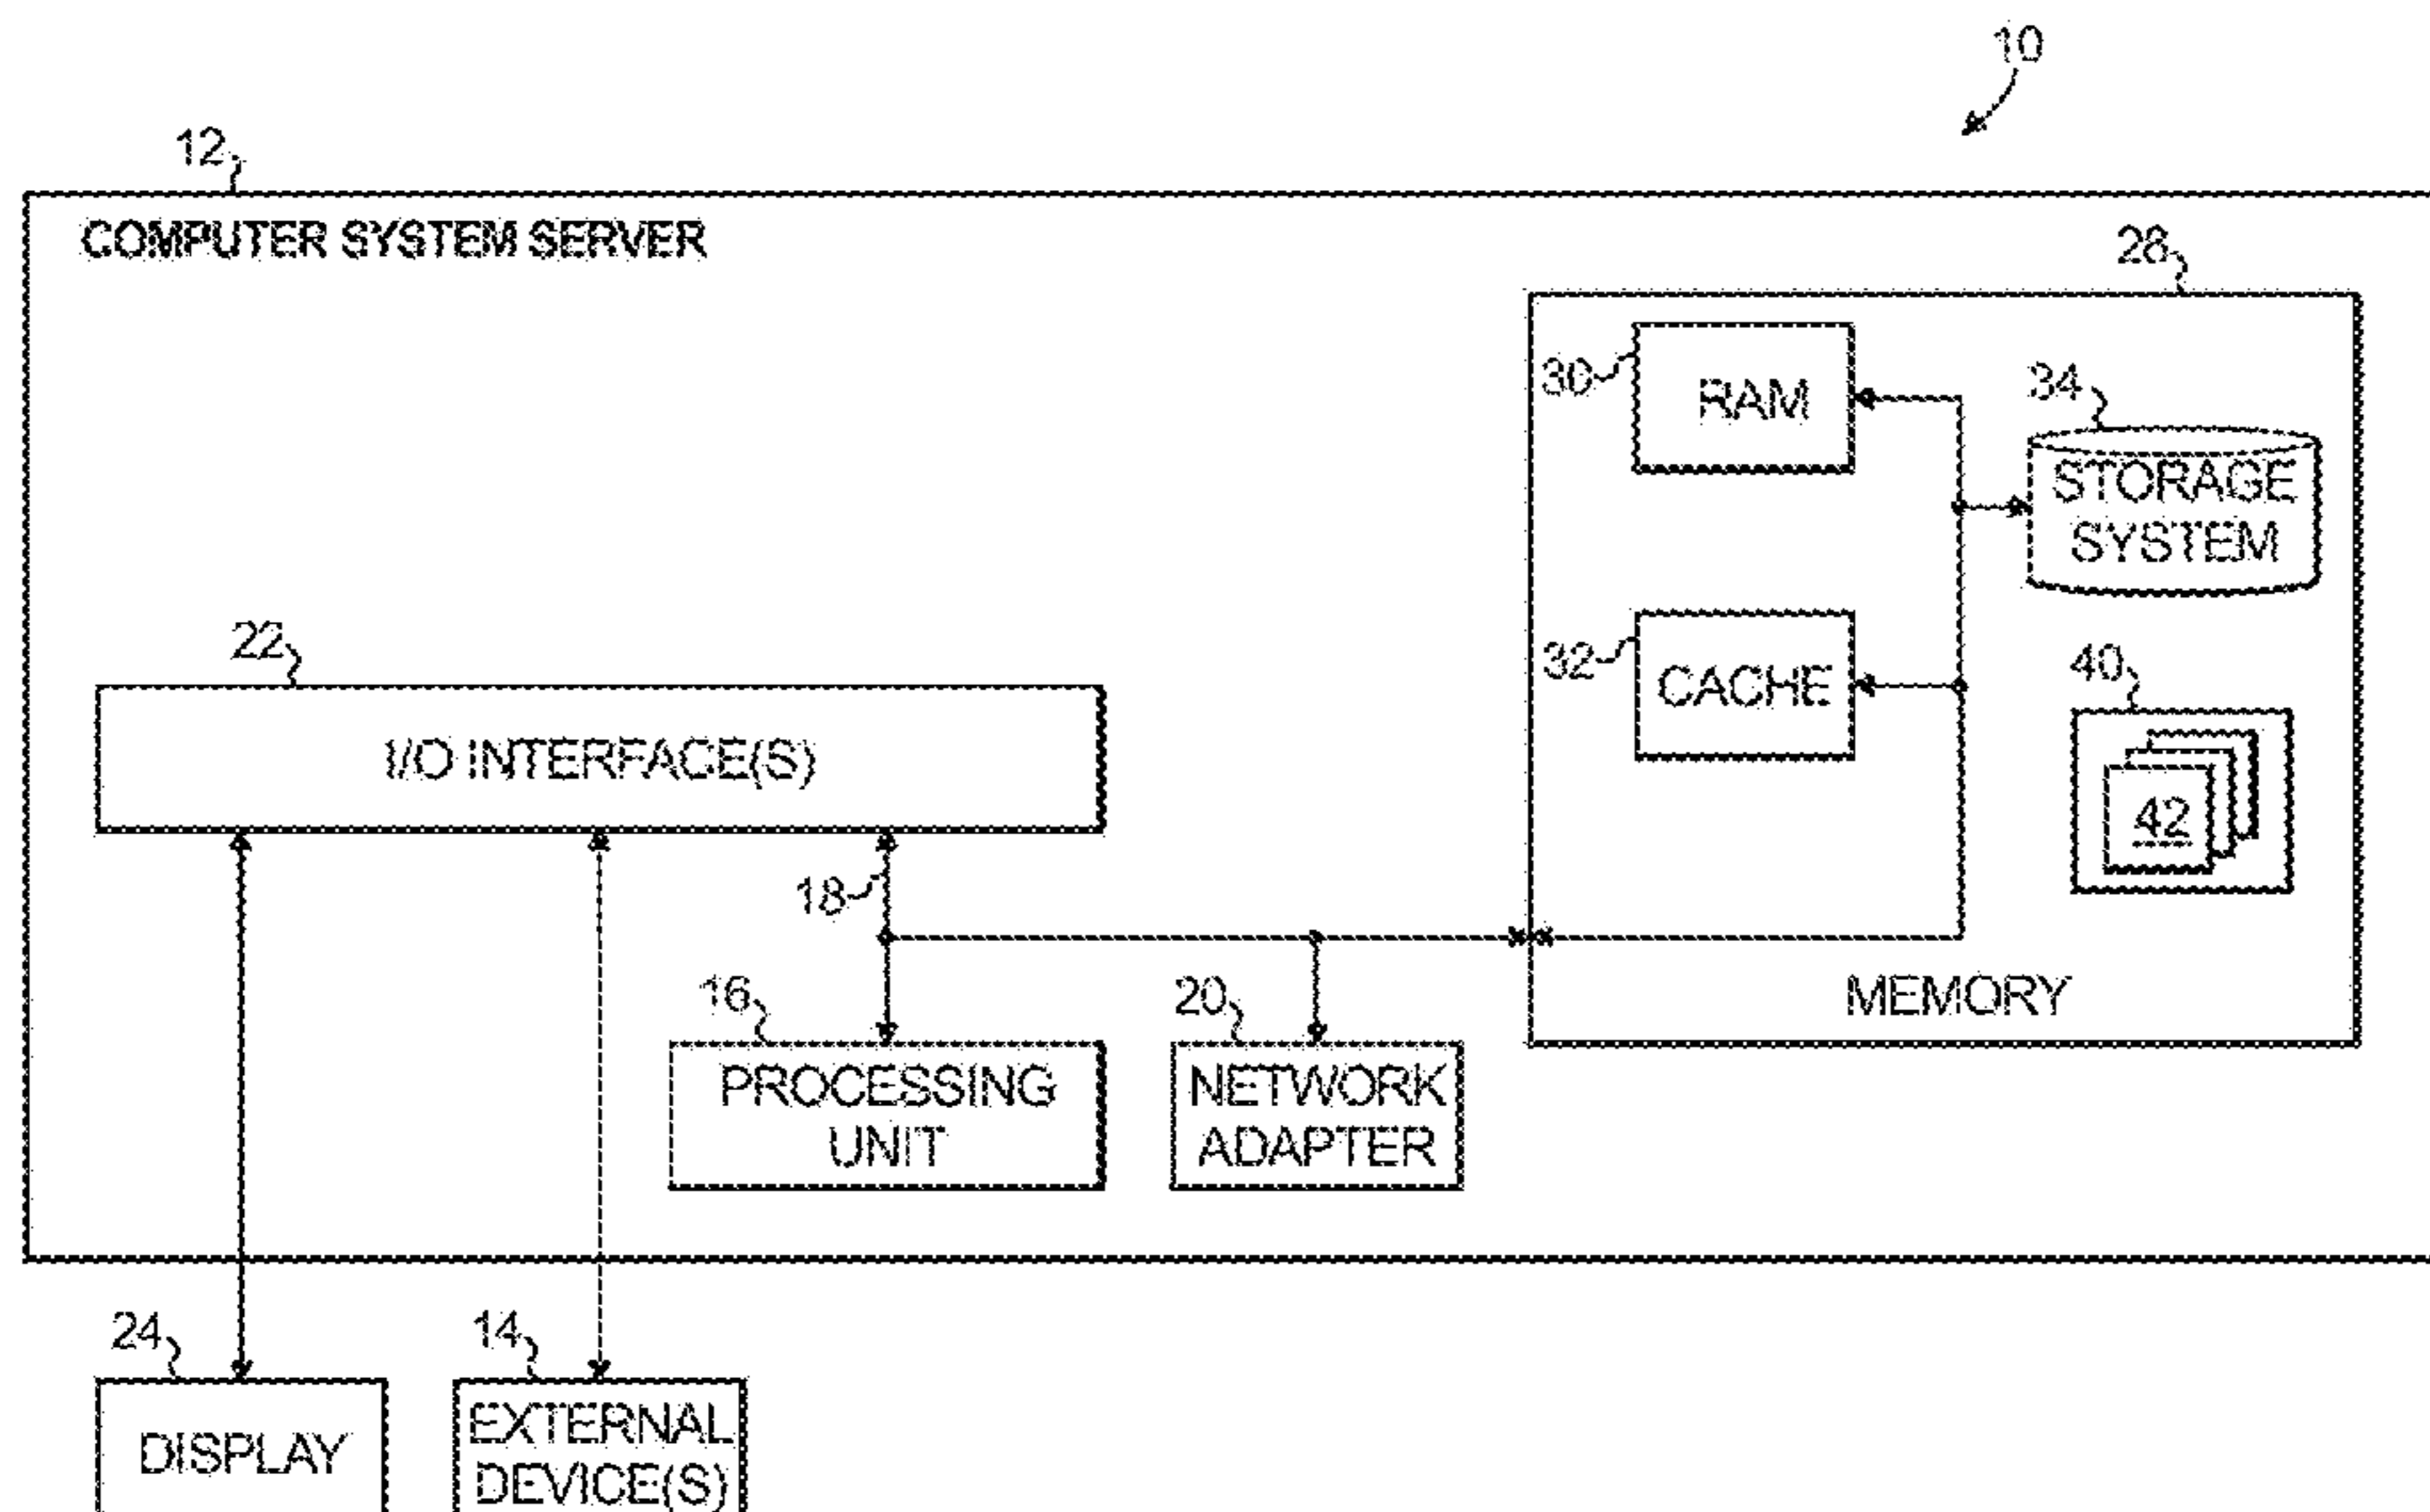 10
12
COMPUTER SYSTEM SERVER
28
30
RAM
34
STORAGE
SYSTEM
22
32
CACHE
40
I/O INTERFACE(S)
42
18
16
20
MEMORY
PROCESSING
UNIT
NETWORK
ADAPTER
24
14
DISPLAY
EXTERNAL
DEVICE(S)